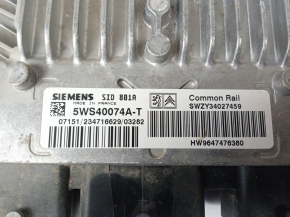 SIEMENS SID 801A
MADE IN FRANCE
5WS40074A-T
07151/234716629/03282
Common Rail
SWZY34027459
HW9647476380